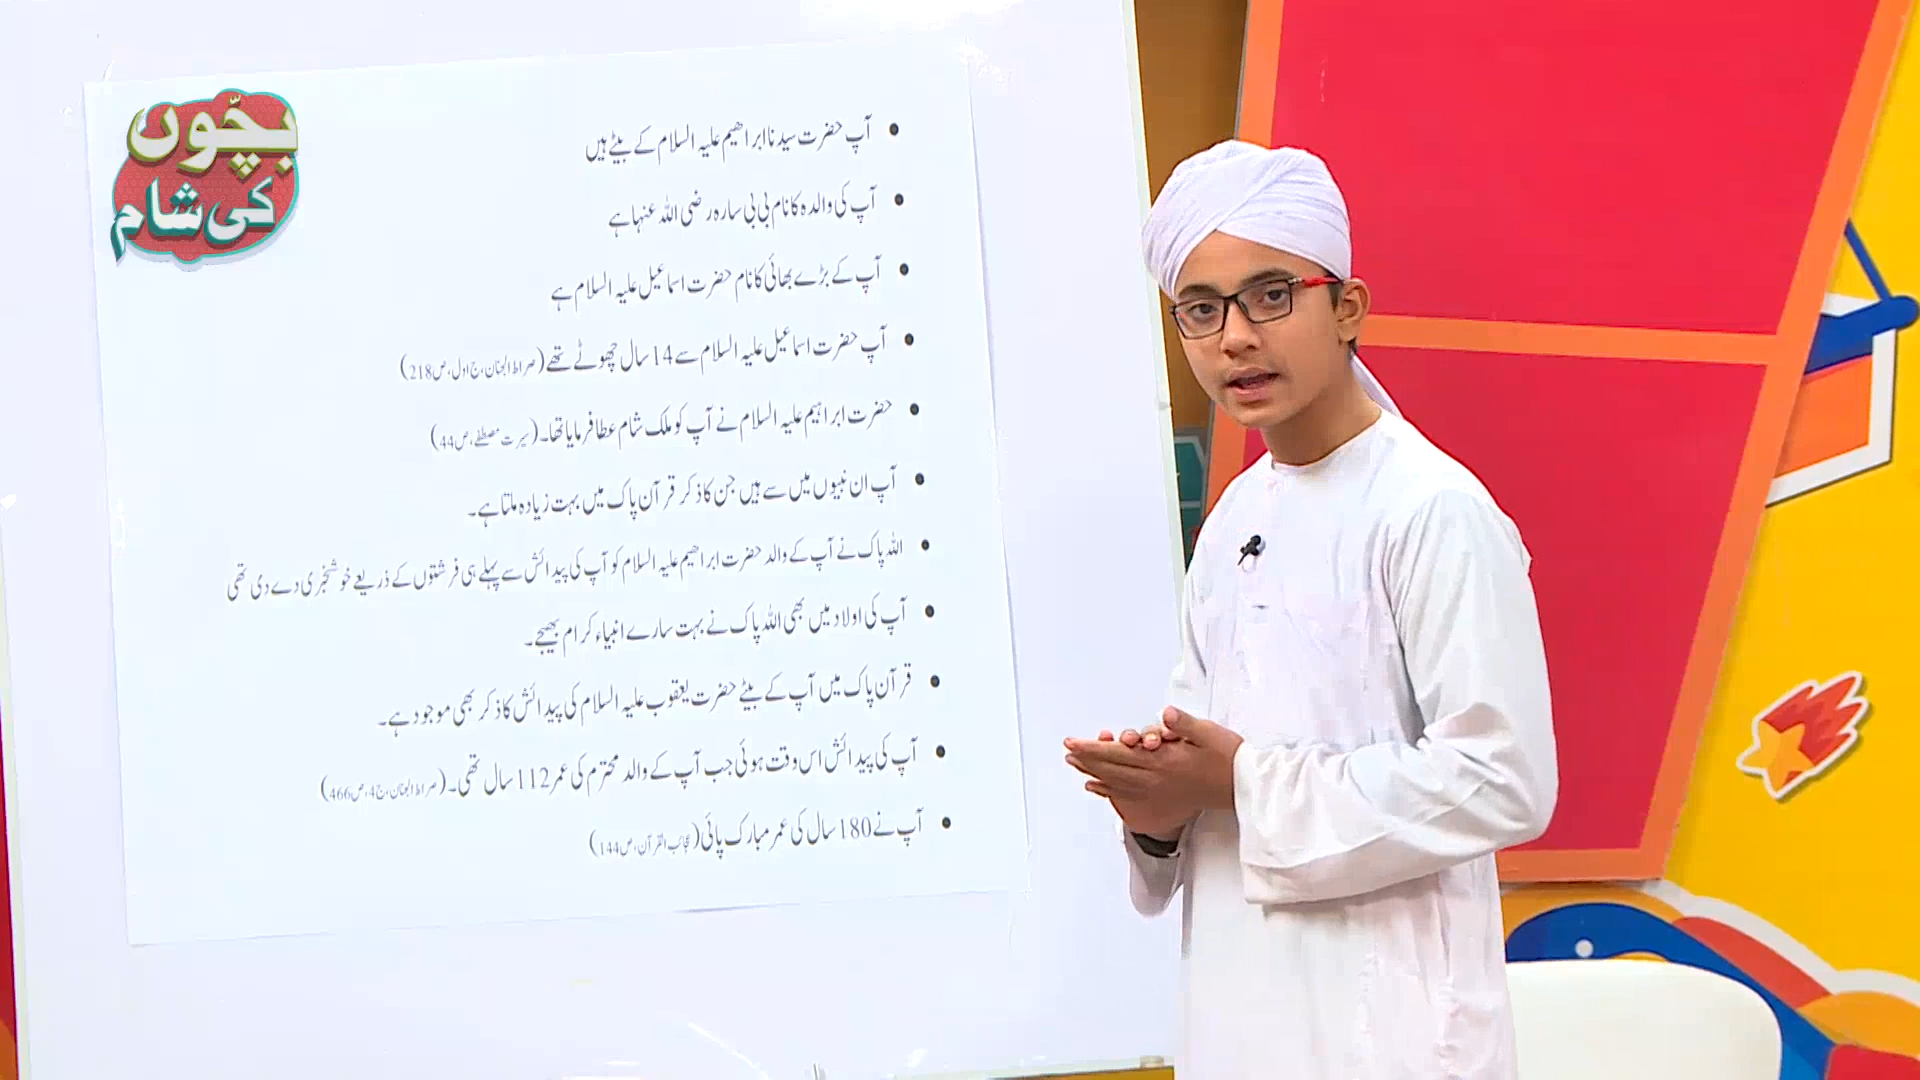 بچّوں
کی شام
آپ حضرت سیدنا ابراھیم علیہ السلام کے بیٹے ہیں
آپ کی والدہ کا نام بی بی سارہ رضی اللہ عنہا ہے
آپ کے بڑے بھائی کا نام حضرت اسماعیل علیہ السلام ہے
آپ حضرت اسماعیل علیہ السلام سے 14 سال چھوٹے تھے (صراط الجنان، ج اول، ص 218)
حضرت ابراہیم علیہ السلام نے آپ کو ملک شام عطا فرمایا تھا۔ (سیرت مصطفےٰ، ص 44)
آپ ان نبیوں میں سے ہیں جن کا ذکر قرآن پاک میں بہت زیادہ ملتا ہے۔
اللہ پاک نے آپ کے والد حضرت ابراھیم علیہ السلام کو آپ کی پیدائش سے پہلے ہی فرشتوں کے ذریعے خوشخبری دے دی تھی
آپ کی اولاد میں بھی اللہ پاک نے بہت سارے انبیاء کرام بھیجے۔
قرآن پاک میں آپ کے بیٹے حضرت یعقوب علیہ السلام کی پیدائش کا ذکر بھی موجود ہے۔
آپ کی پیدائش اس وقت ہوئی جب آپ کے والد محترم کی عمر 112 سال تھی۔ (صراط الجنان، ج 4، ص 466)
آپ نے 180 سال کی عمر مبارک پائی (عجائب القرآن، ص 144)